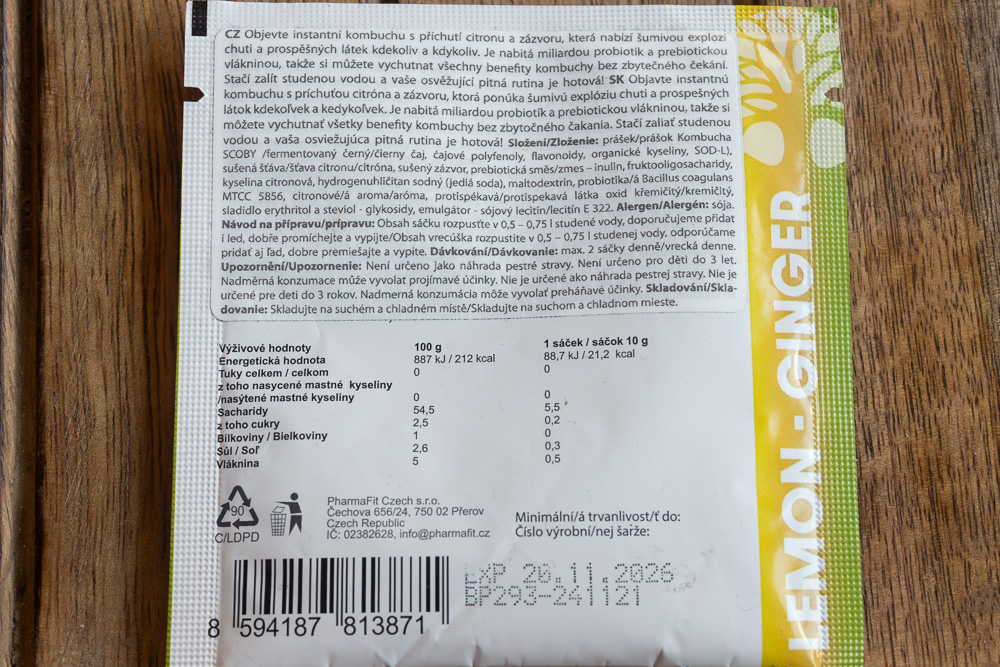 CZ Objevte instantní kombuchu s příchutí citronu a zázvoru, která nabízí šumivou explozi
chuti a prospěšných látek kdekoliv a kdykoliv. Je nabitá miliardou probiotik a prebiotickou
vlákninou, takže si můžete vychutnat všechny benefity kombuchy bez zbytečného čekání.
Stačí zalít studenou vodou a vaše osvěžující pitná rutina je hotová! SK Objavte instantnú
kombuchu s príchuťou citróna a zázvoru, ktorá ponúka šumivú explóziu chuti a prospešných
látok kdekoľvek a kedykoľvek. Je nabitá miliardou probiotík a prebiotickou vlákninou, takže si
môžete vychutnať všetky benefity kombuchy bez zbytočného čakania. Stačí zaliať studenou
vodou a vaša osviežujúca pitná rutina je hotová! Složení/Zloženie: prášek/prášok Kombucha
SCOBY /fermentovaný černý/čierny čaj, čajové polyfenoly, flavonoidy, organické kyseliny, SOD-L),
sušená šťáva/šťava citronu/citróna, sušený zázvor, prebiotická směs/zmes – inulin, fruktooligosacharidy,
kyselina citronová, hydrogenuhličitan sodný (jedlá soda), maltodextrin, probiotika/á Bacillus coagulans
MTCC 5856, citronové/á aroma/aróma, protispékavá/protispekavá látka oxid křemičitý/kremičitý,
sladidlo erythritol a steviol - glykosidy, emulgátor - sójový lecitin/lecitín E 322. Alergen/Alergén: sója.
Návod na přípravu/prípravu: Obsah sáčku rozpusťte v 0,5 – 0,75 l studené vody, doporučujeme přidat
i led, dobře promíchejte a vypijte/Obsah vrecúška rozpustite v 0,5 – 0,75 l studenej vody, odporúčame
pridať aj ľad, dobre premiešajte a vypite. Dávkování/Dávkovanie: max. 2 sáčky denně/vrecká denne.
Upozornění/Upozornenie: Není určeno jako náhrada pestré stravy. Není určeno pro děti do 3 let.
Nadměrná konzumace může vyvolat projímavé účinky. Nie je určené ako náhrada pestrej stravy. Nie je
určené pre deti do 3 rokov. Nadmerná konzumácia môže vyvolať preháňavé účinky. Skladování/Skla-
dovanie: Skladujte na suchém a chladném místě/Skladujte na suchom a chladnom mieste.
Výživové hodnoty 100 g 1 sáček / sáčok 10 g
Energetická hodnota 887 kJ / 212 kcal 88,7 kJ / 21,2 kcal
Tuky celkem / celkom 0 0
z toho nasycené mastné kyseliny
/nasýtené mastné kyseliny 0 0
Sacharidy 54,5 5,5
z toho cukry 2,5 0,2
Bílkoviny / Bielkoviny 1 0
Sůl / Soľ 2,6 0,3
Vláknina 5 0,5
90
C/LDPD
PharmaFit Czech s.r.o.
Čechova 656/24, 750 02 Přerov
Czech Republic
IČ: 02382628, info@pharmafit.cz
Minimální/á trvanlivost/ť do:
Číslo výrobní/nej šarže:
EXP 20.11.2026
BP293-241121
8 594187 813871
LEMON - GINGER